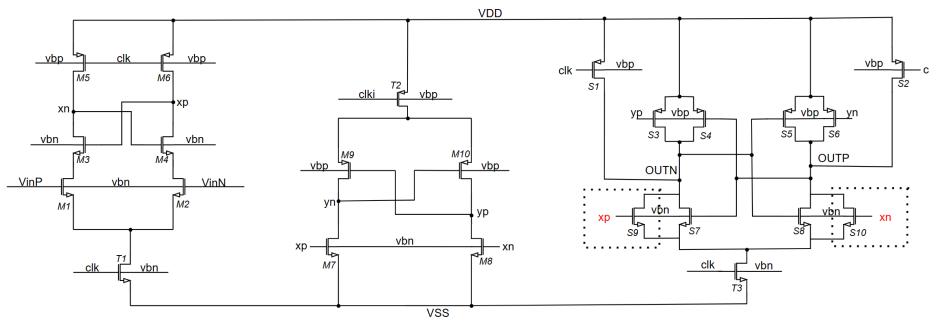 VDD
vbp clk vbp
M5 M6
xn xp
vbn vbn
M3 M4
VinP vbn VinN
M1 M2
T1
clk vbn
T2
clki vbp
M9 M10
vbp vbp
yn yp
xp vbn xn
M7 M8
VSS
clk vbp vbp c
S1 S2
yp vbp vbp yn
S3 S4 S5 S6
OUTN OUTP
xp vbn vbn xn
S9 S7 S8 S10
clk vbn
T3